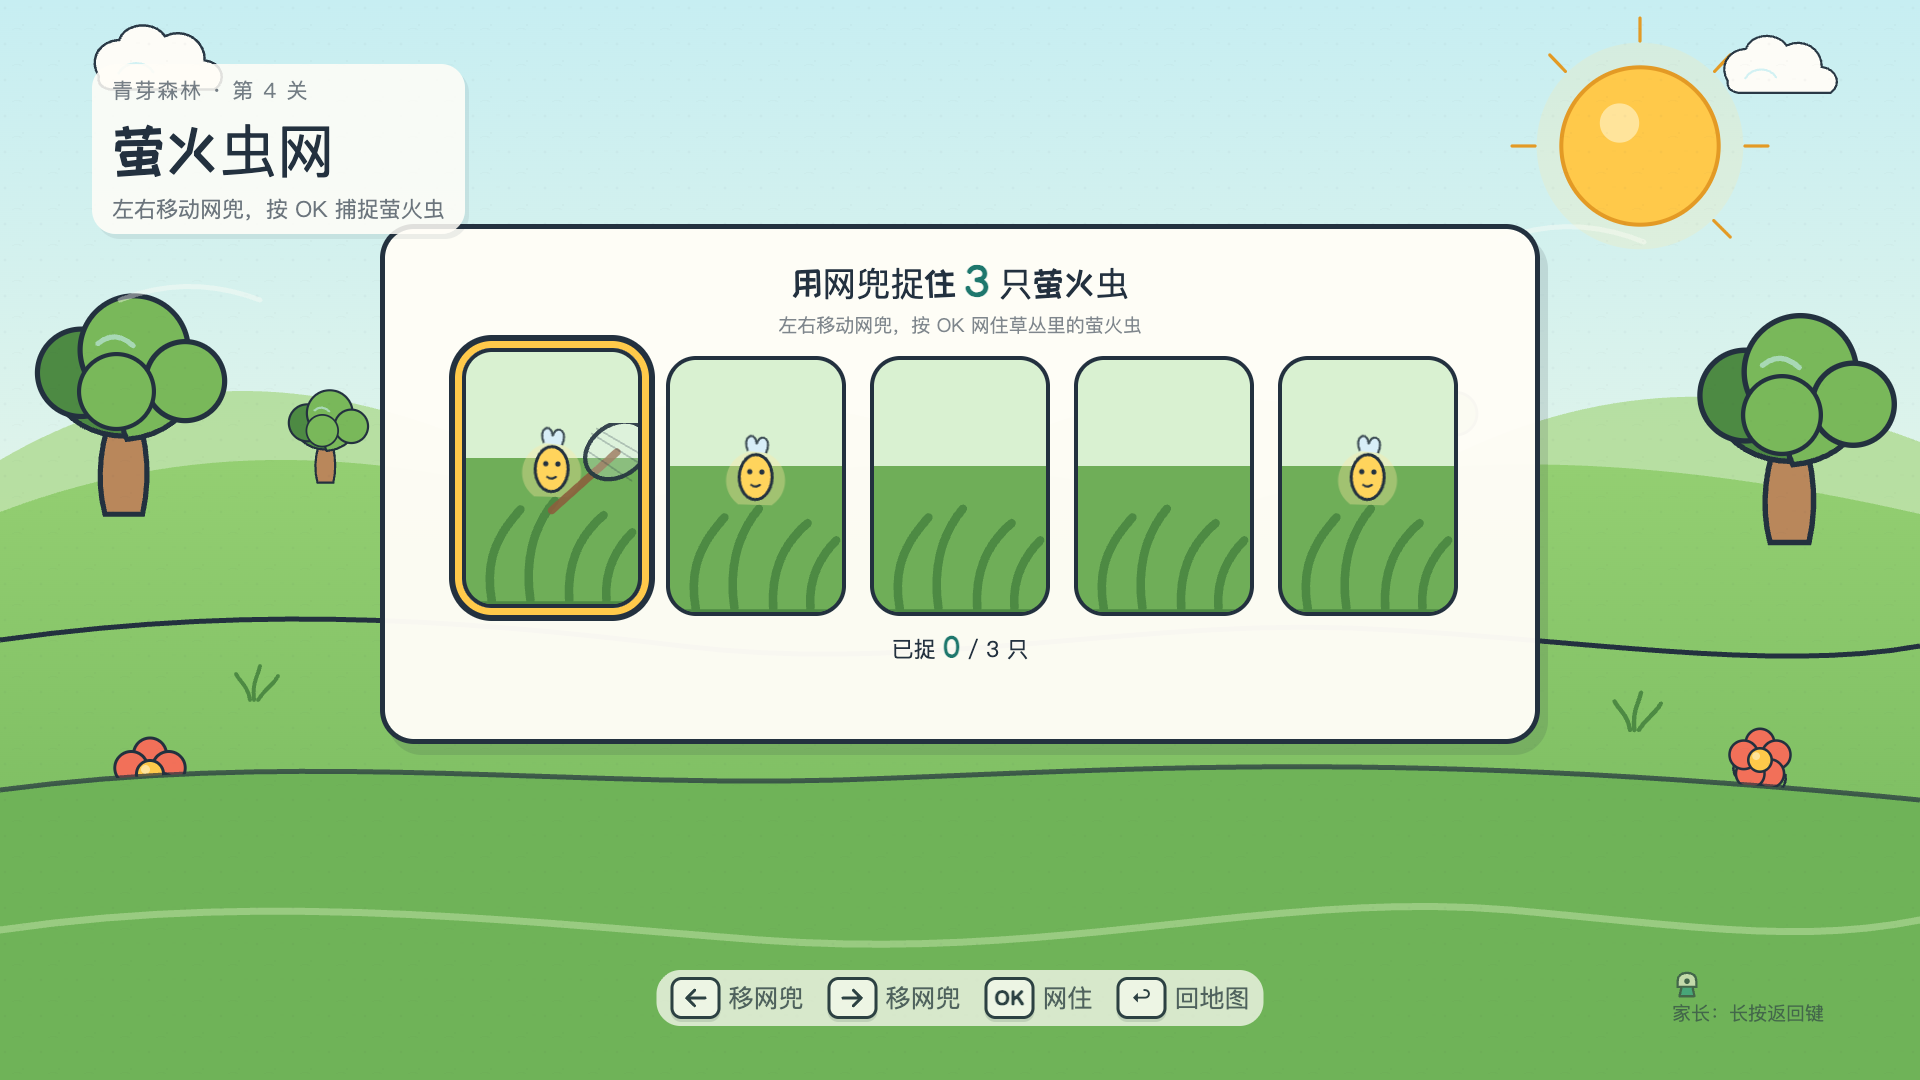 青芽森林 · 第 4 关
萤火虫网
左右移动网兜，按 OK 捕捉萤火虫
用网兜捉住 3 只萤火虫
左右移动网兜，按 OK 网住草丛里的萤火虫
已捉 0 / 3 只
← 移网兜 → 移网兜 OK 网住 ↩ 回地图
家长：长按返回键